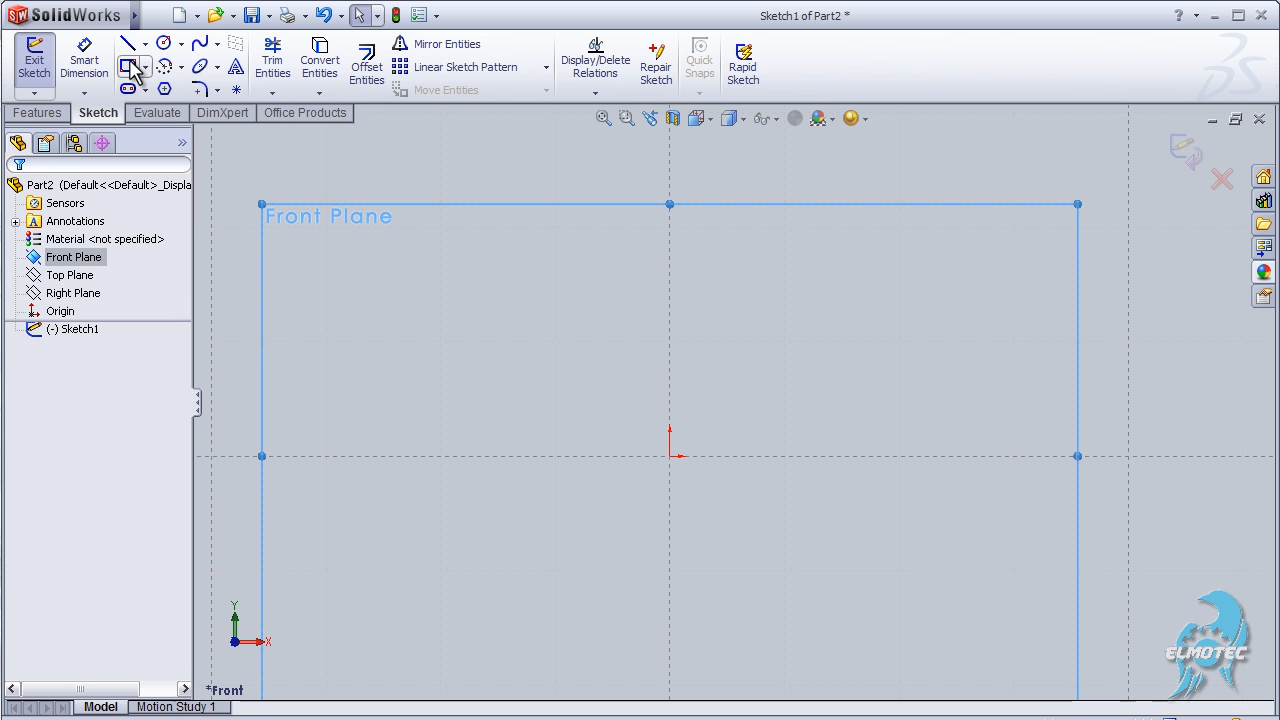 SolidWorks
Sketch1 of Part2 *
?
Exit Sketch
Smart Dimension
Trim Entities
Convert Entities
Offset Entities
Mirror Entities
Linear Sketch Pattern
Move Entities
Display/Delete Relations
Repair Sketch
Quick Snaps
Rapid Sketch
Features
Sketch
Evaluate
DimXpert
Office Products
Part2 (Default<<Default>_Displa
Sensors
Annotations
Material <not specified>
Front Plane
Top Plane
Right Plane
Origin
(-) Sketch1
Front Plane
Y
X
*Front
ELMOTEC
Model
Motion Study 1